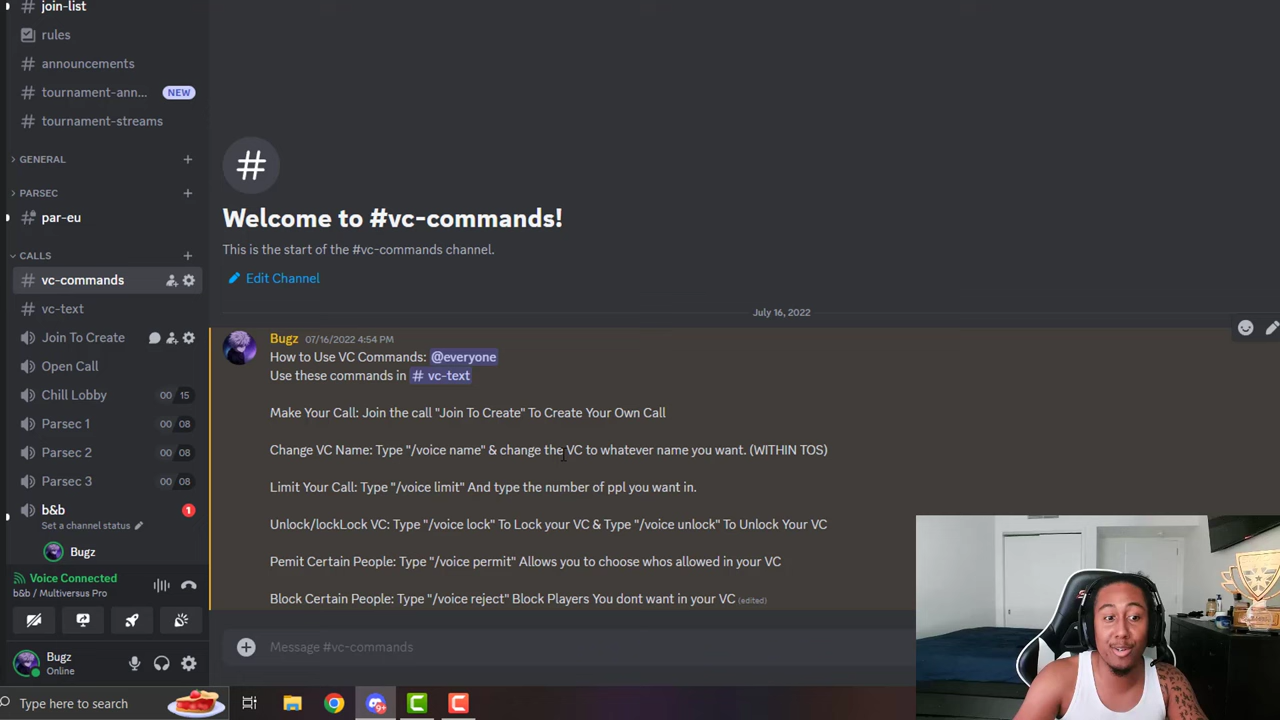 join-list
rules
announcements
tournament-ann... NEW
tournament-streams
GENERAL
PARSEC
par-eu
CALLS
vc-commands
vc-text
Join To Create
Open Call
Chill Lobby 00 15
Parsec 1 00 08
Parsec 2 00 08
Parsec 3 00 08
b&b 1
Set a channel status
Bugz
Voice Connected
b&b / Multiversus Pro
Bugz
Online
#
Welcome to #vc-commands!
This is the start of the #vc-commands channel.
Edit Channel
July 16, 2022
Bugz 07/16/2022 4:54 PM
How to Use VC Commands: @everyone
Use these commands in # vc-text
Make Your Call: Join the call "Join To Create" To Create Your Own Call
Change VC Name: Type "/voice name" & change the VC to whatever name you want. (WITHIN TOS)
Limit Your Call: Type "/voice limit" And type the number of ppl you want in.
Unlock/lockLock VC: Type "/voice lock" To Lock your VC & Type "/voice unlock" To Unlock Your VC
Pemit Certain People: Type "/voice permit" Allows you to choose whos allowed in your VC
Block Certain People: Type "/voice reject" Block Players You dont want in your VC (edited)
Message #vc-commands
Type here to search
9+